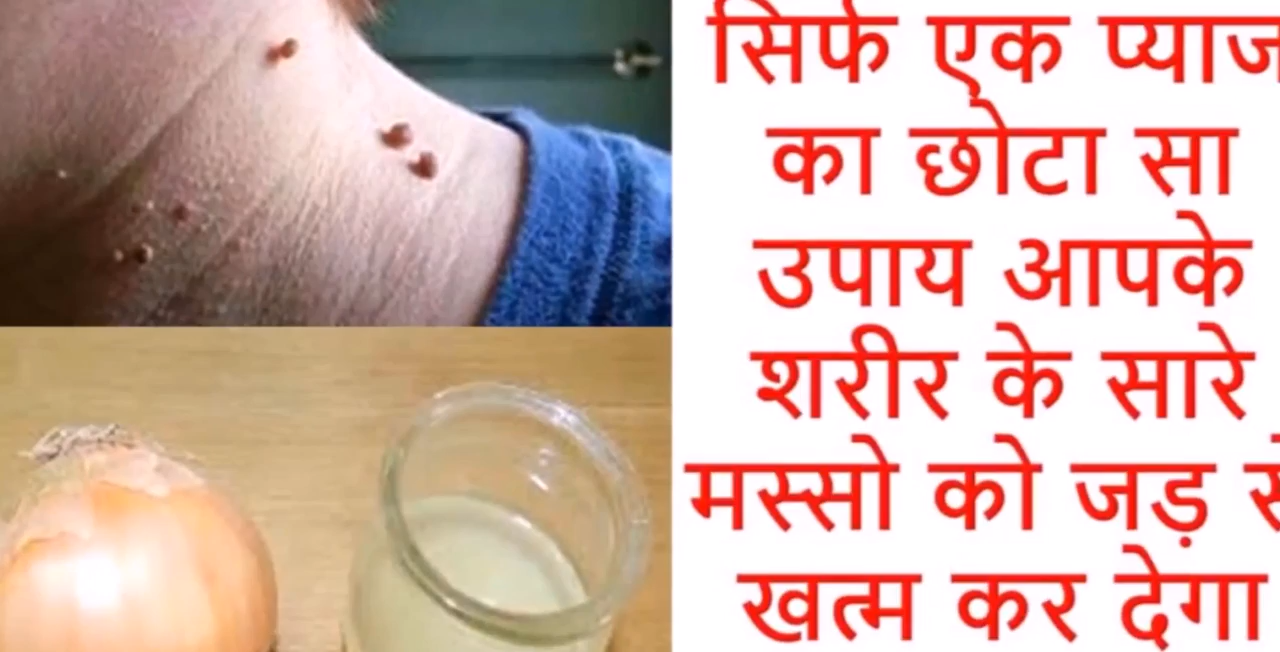 सिर्फ एक प्याज
का छोटा सा
उपाय आपके
शरीर के सारे
मस्सो को जड़ से
खत्म कर देगा